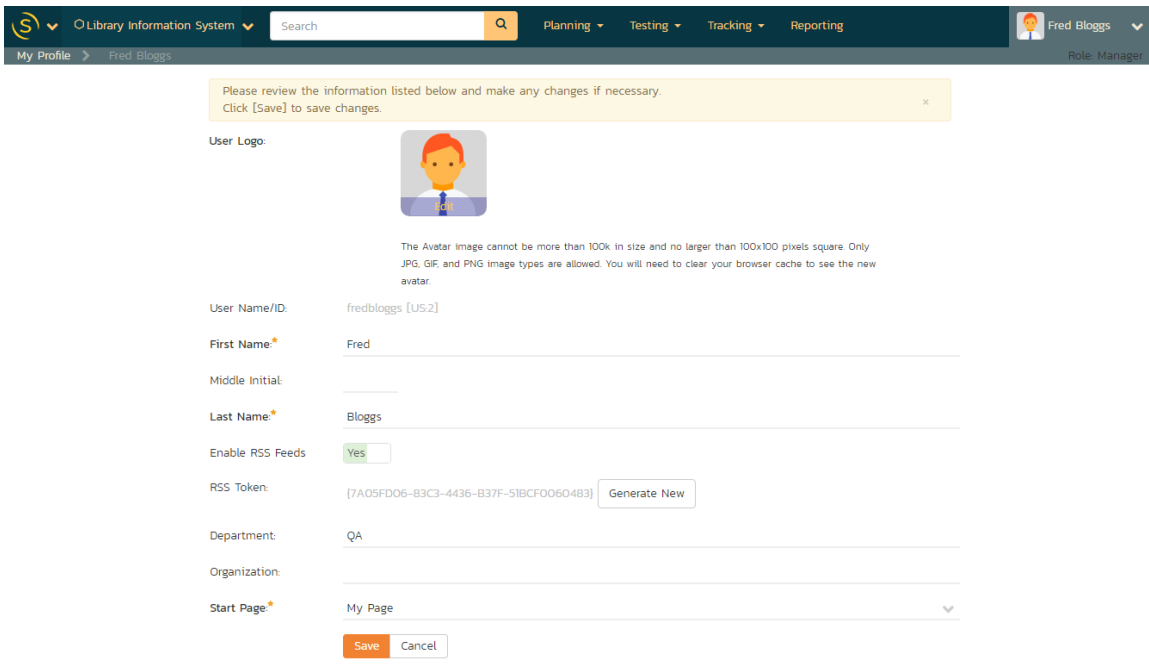 Library Information System
Search
Planning
Testing
Tracking
Reporting
Fred Bloggs
My Profile
Fred Bloggs
Role: Manager
Please review the information listed below and make any changes if necessary.
Click [Save] to save changes.
×
User Logo:
Edit
The Avatar image cannot be more than 100k in size and no larger than 100x100 pixels square. Only
JPG, GIF, and PNG image types are allowed. You will need to clear your browser cache to see the new
avatar.
User Name/ID: fredbloggs [US:2]
First Name:* Fred
Middle Initial:
Last Name:* Bloggs
Enable RSS Feeds Yes
RSS Token: {7A05FD06-83C3-4436-B37F-51BCF0060483} Generate New
Department: QA
Organization:
Start Page:* My Page
Save Cancel